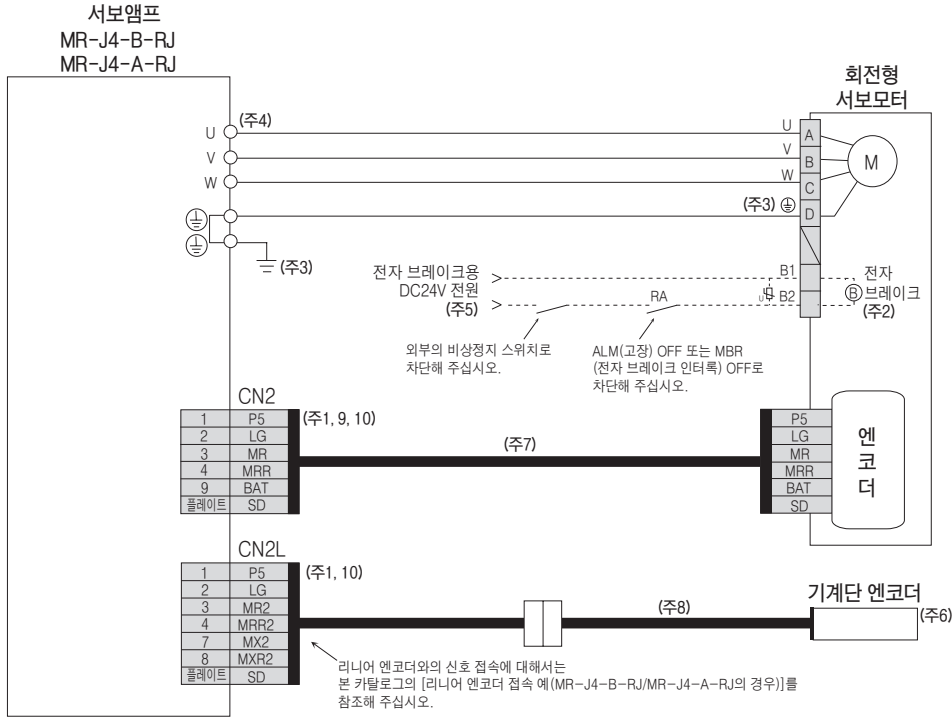 서보앰프
MR-J4-B-RJ
MR-J4-A-RJ
회전형
서보모터
U (주4) U A
V V B M
W W C
(주3) D
(주3)
전자 브레이크용
DC24V 전원
(주5)
RA
B1
U B2
B
전자
브레이크
(주2)
외부의 비상정지 스위치로
차단해 주십시오.
ALM(고장) OFF 또는 MBR
(전자 브레이크 인터록) OFF로
차단해 주십시오.
CN2
1 P5 (주1, 9, 10)
2 LG
3 MR
4 MRR
9 BAT
플레이트 SD
(주7)
P5
LG
MR
MRR
BAT
SD
엔코더
CN2L
1 P5 (주1, 10)
2 LG
3 MR2
4 MRR2
7 MX2
8 MXR2
플레이트 SD
(주8)
기계단 엔코더
(주6)
리니어 엔코더와의 신호 접속에 대해서는
본 카탈로그의 [리니어 엔코더 접속 예(MR-J4-B-RJ/MR-J4-A-RJ의 경우)]를
참조해 주십시오.